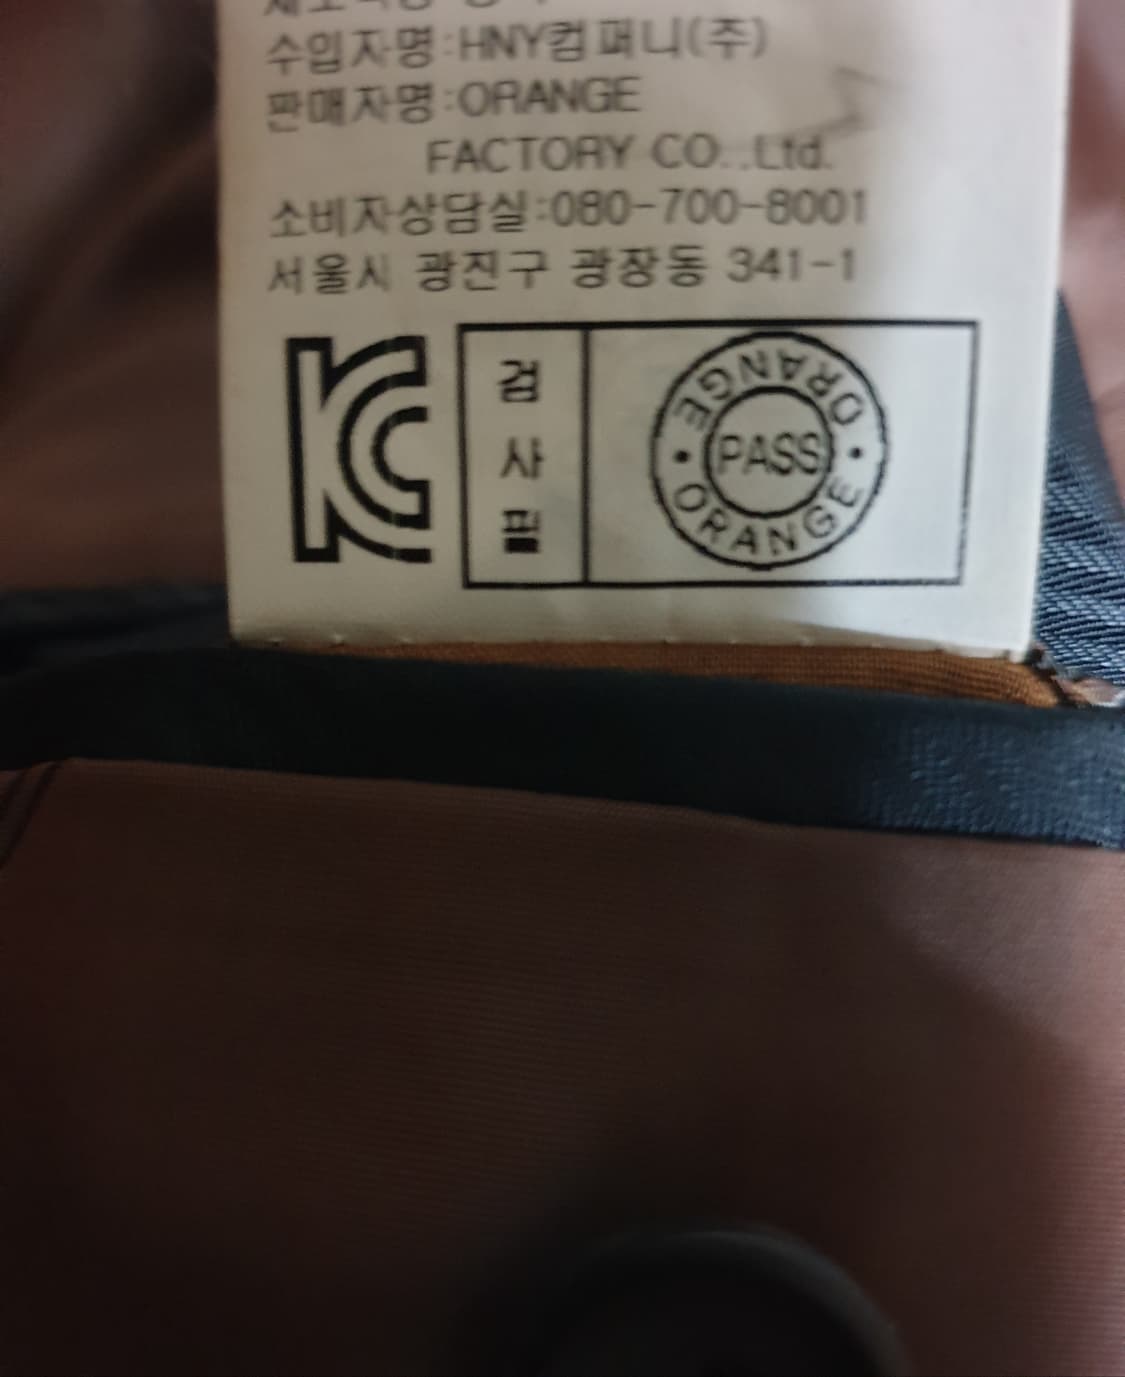 수입자명:HNY컴퍼니(주)
판매자명:ORANGE
FACTORY CO.,Ltd.
소비자상담실:080-700-8001
서울시 광진구 광장동 341-1
KC
검사필
ORANGE
PASS
ORANGE